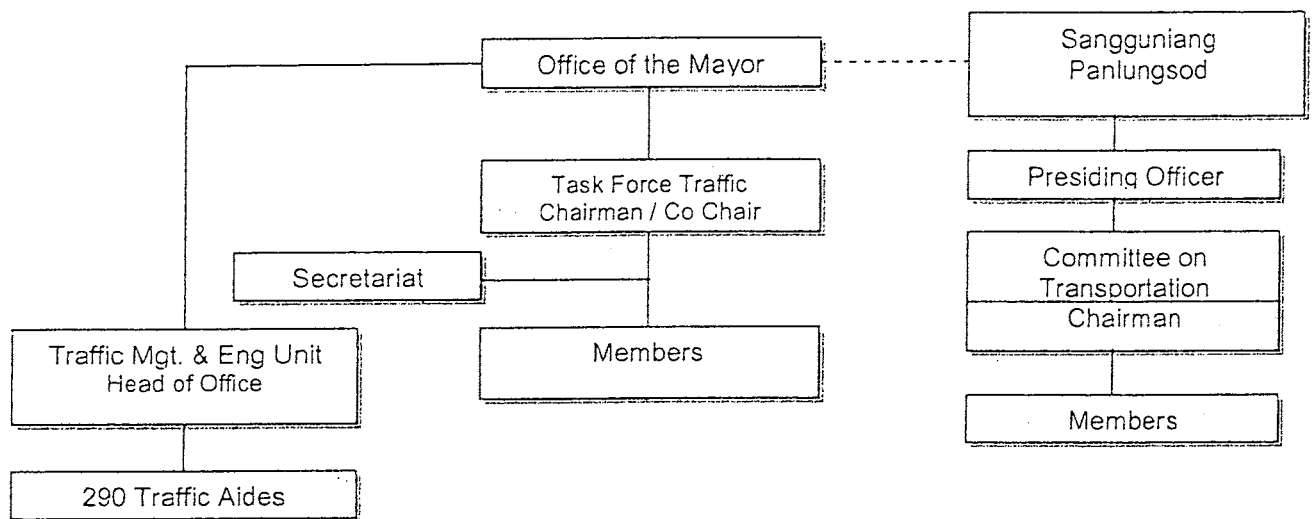 Office of the Mayor
Sangguniang
Panlungsod
Task Force Traffic
Chairman / Co Chair
Presiding Officer
Secretariat
Committee on
Transportation
Chairman
Traffic Mgt. & Eng Unit
Head of Office
Members
Members
290 Traffic Aides